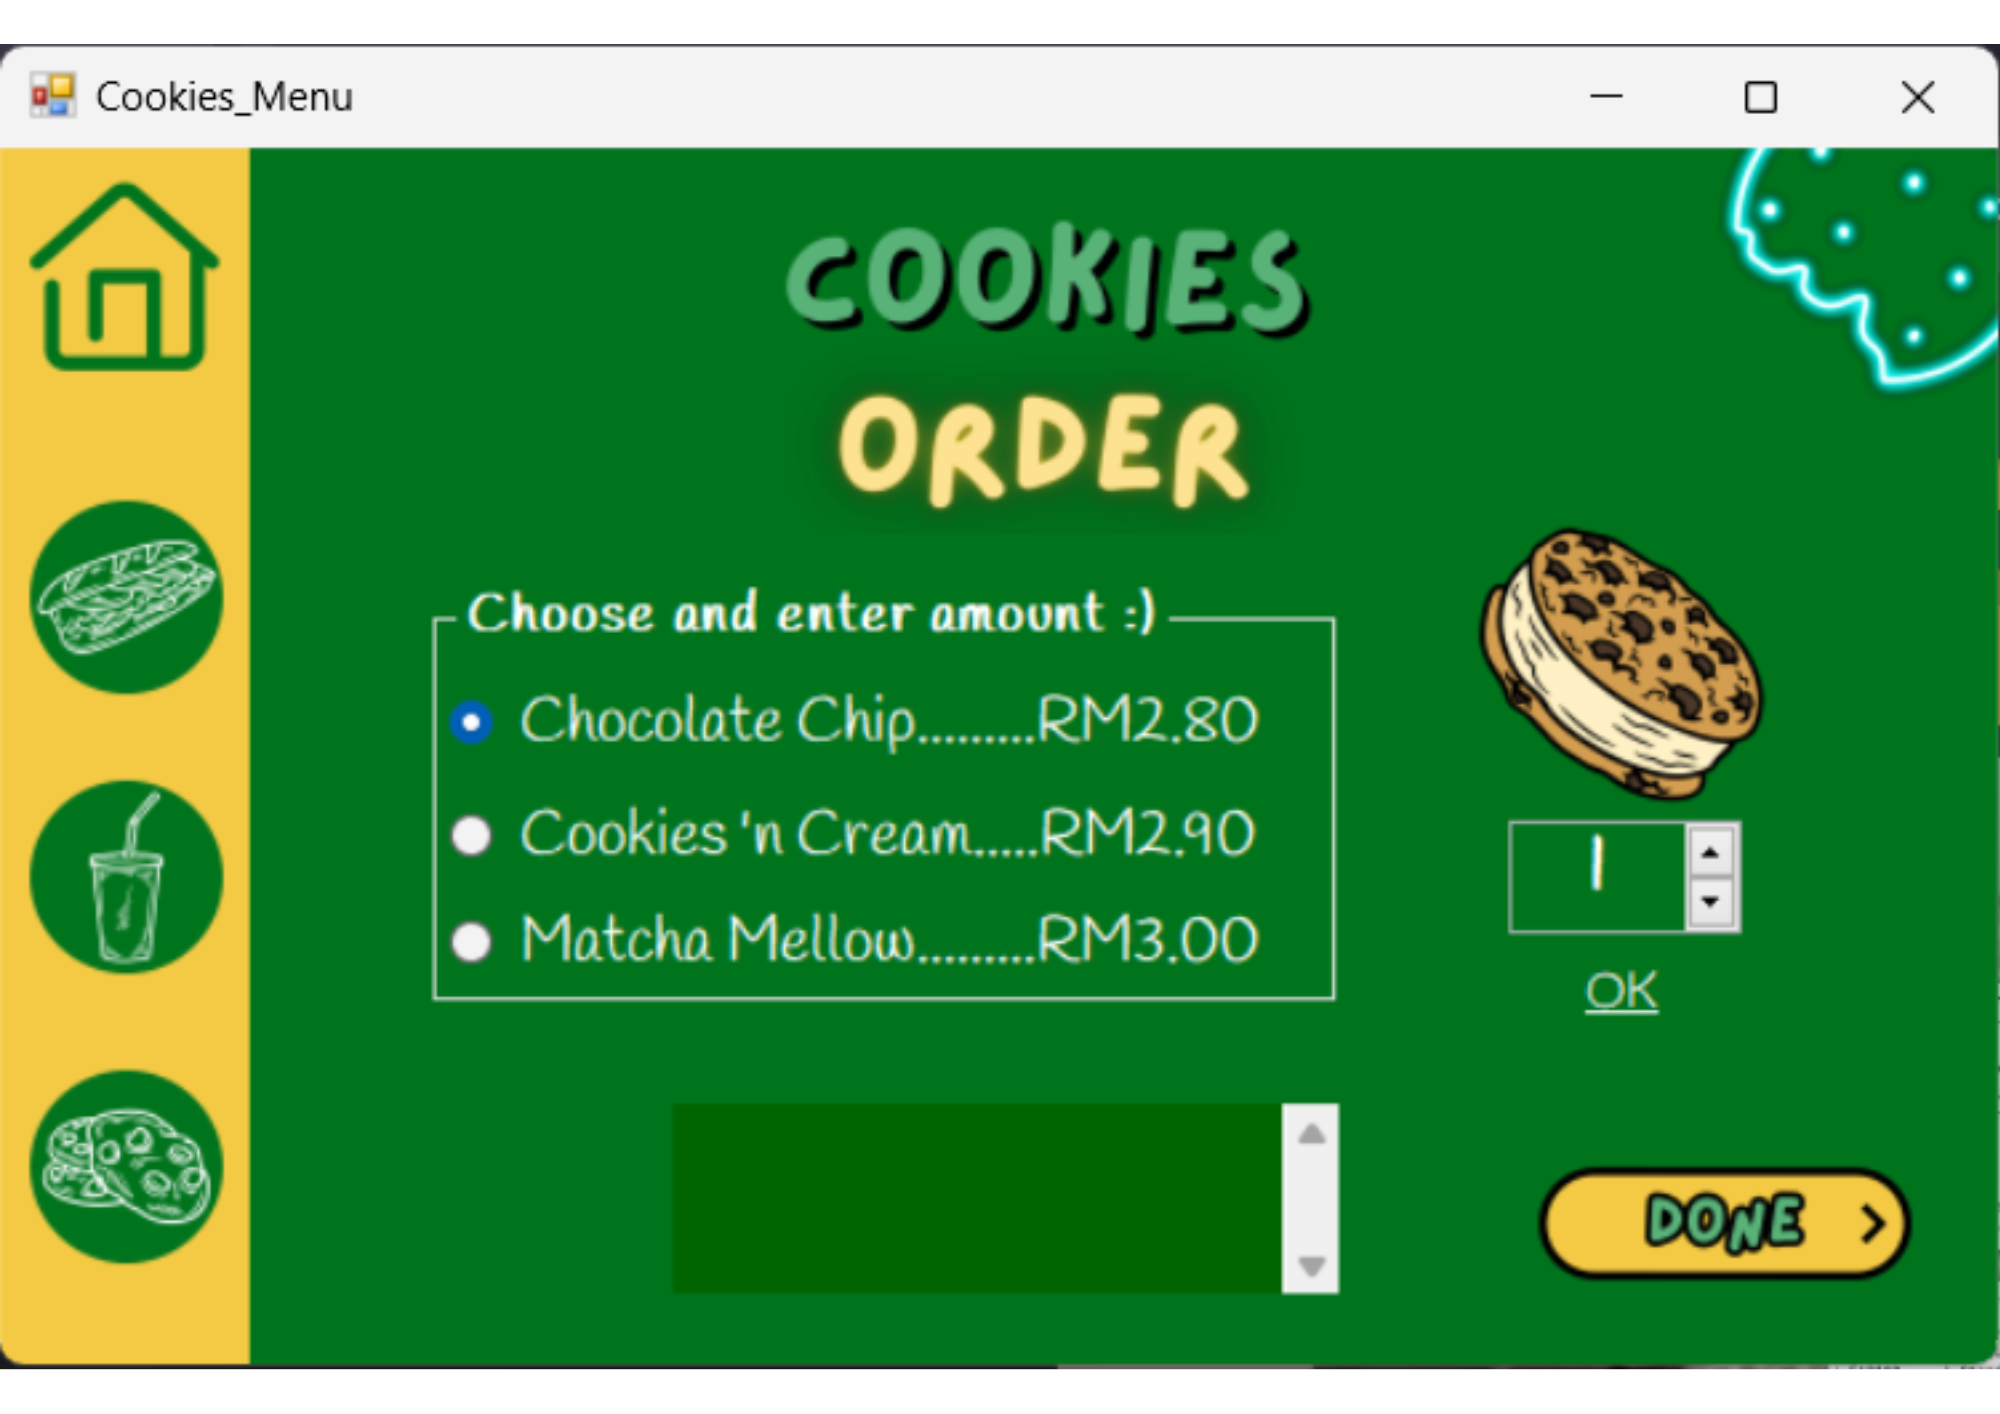 Cookies_Menu
COOKIES
ORDER
Choose and enter amount :)
Chocolate Chip.........RM2.80
Cookies 'n Cream.....RM2.90
Matcha Mellow.........RM3.00
1
OK
DONE